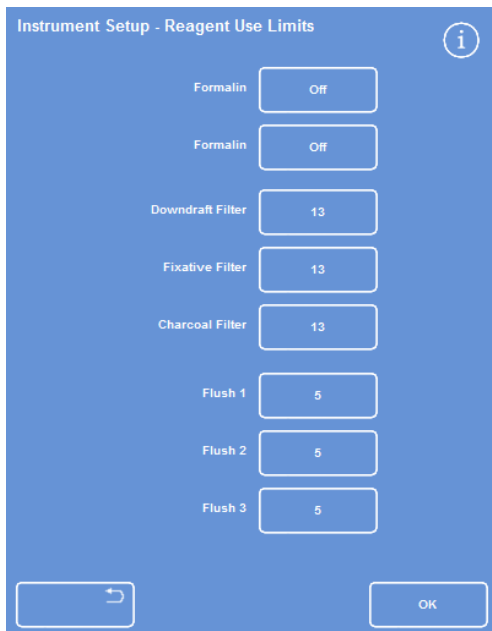 Instrument Setup - Reagent Use Limits
i
Formalin Off
Formalin Off
Downdraft Filter 13
Fixative Filter 13
Charcoal Filter 13
Flush 1 5
Flush 2 5
Flush 3 5
OK